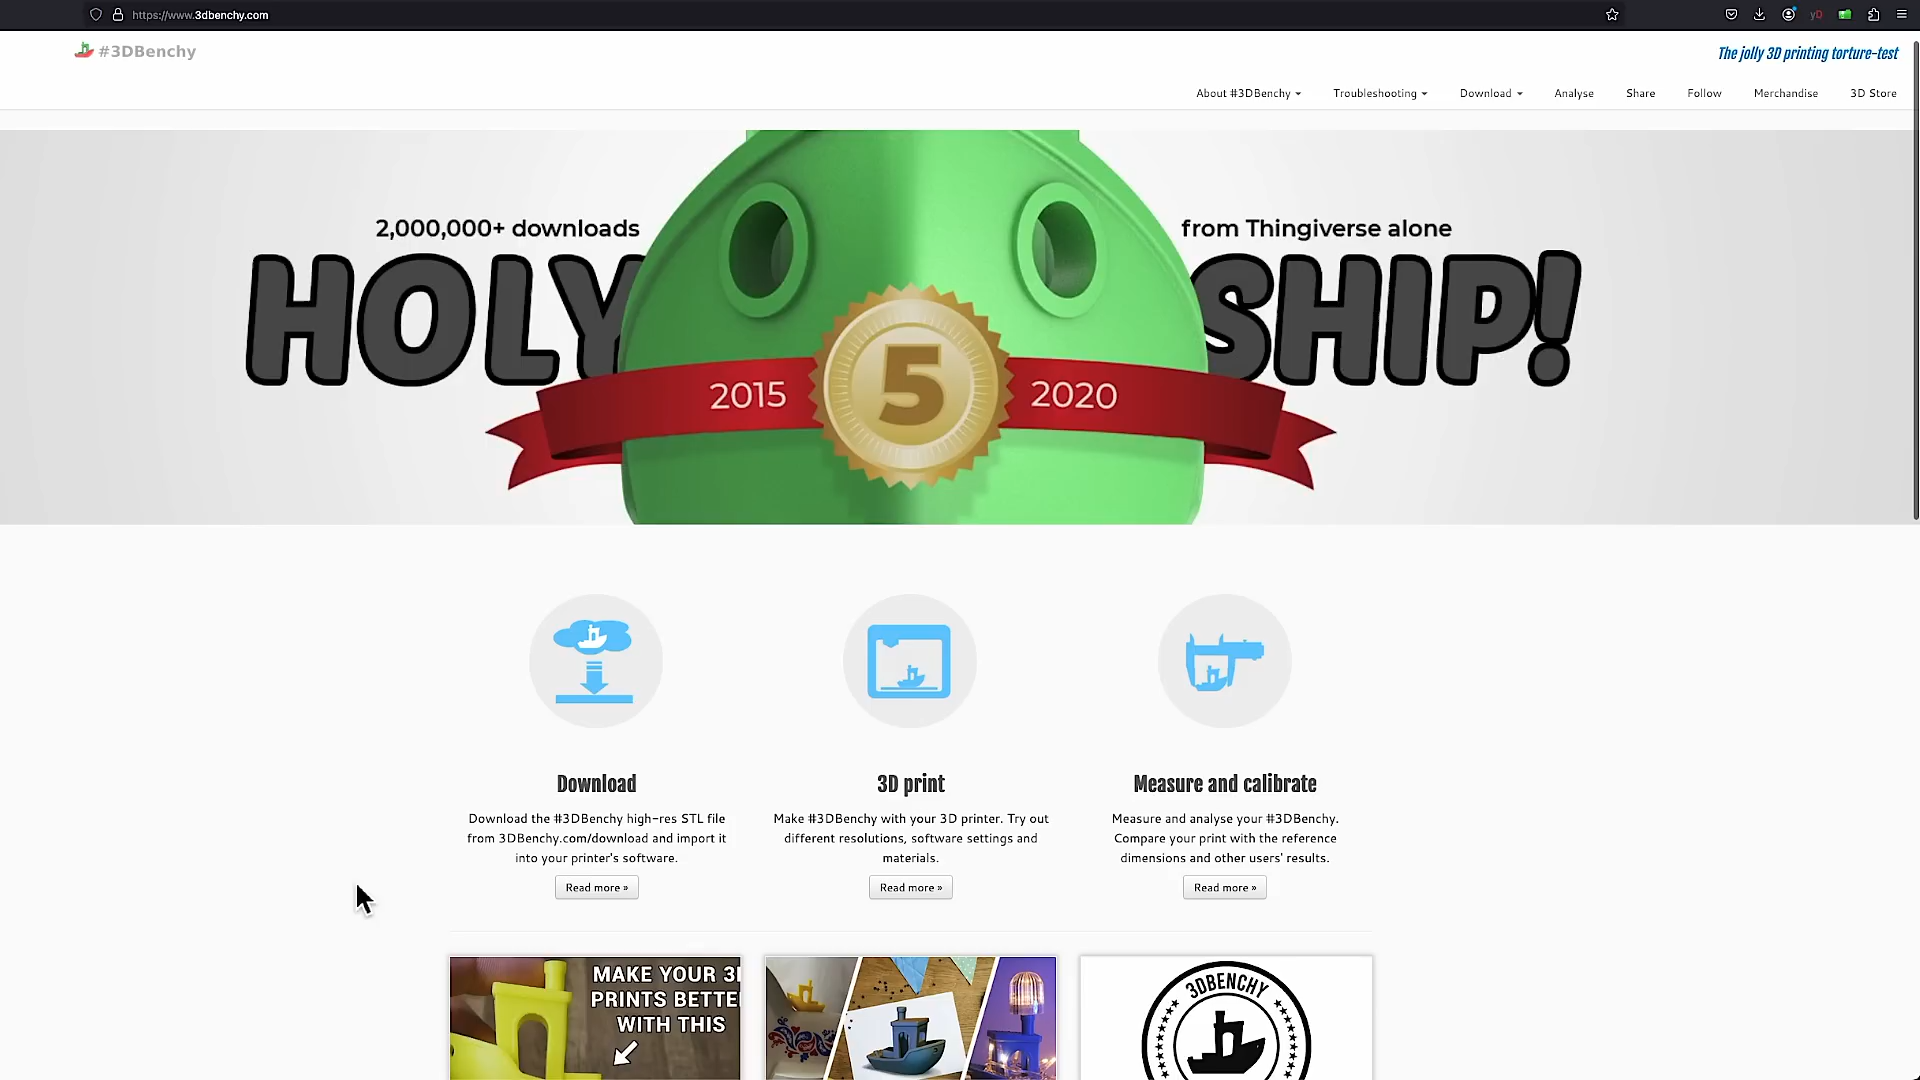 https://www.3dbenchy.com
#3DBenchy
The jolly 3D printing torture-test
About #3DBenchy
Troubleshooting
Download
Analyse
Share
Follow
Merchandise
3D Store
2,000,000+ downloads
from Thingiverse alone
HOLY
SHIP!
2015
5
2020
Download
Download the #3DBenchy high-res STL file
from 3DBenchy.com/download and import it
into your printer's software.
Read more »
3D print
Make #3DBenchy with your 3D printer. Try out
different resolutions, software settings and
materials.
Read more »
Measure and calibrate
Measure and analyse your #3DBenchy.
Compare your print with the reference
dimensions and other users' results.
Read more »
MAKE YOUR 3
PRINTS BETTE
WITH THIS
3DBENCHY